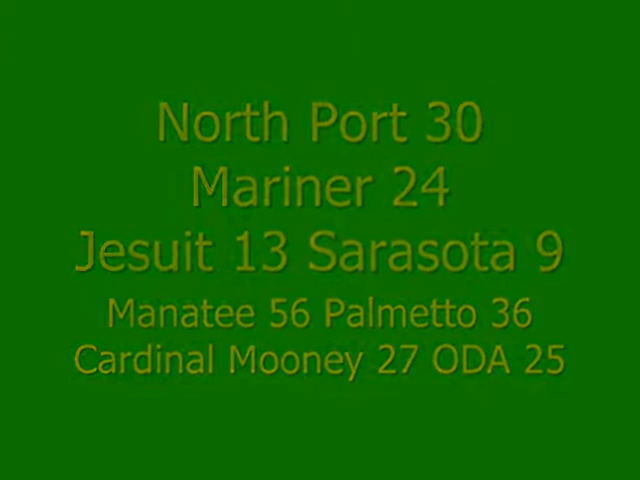 North Port 30
Mariner 24
Jesuit 13 Sarasota 9
Manatee 56 Palmetto 36
Cardinal Mooney 27 ODA 25